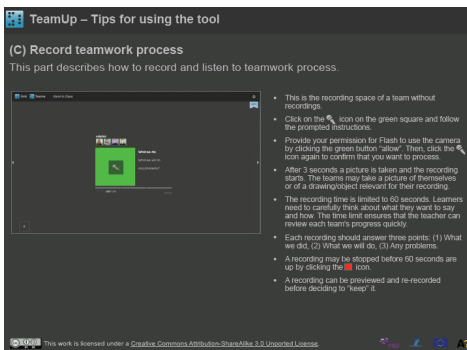 TeamUp – Tips for using the tool
(C) Record teamwork process
This part describes how to record and listen to teamwork process.
• This is the recording space of a team without
recordings.
• Click on the icon on the green square and follow
the prompted instructions.
• Provide your permission for Flash to use the camera
by clicking the green button “allow”. Then, click the
icon again to confirm that you want to process.
• After 3 seconds a picture is taken and the recording
starts. The teams may take a picture of themselves
or of a drawing/object relevant for their recording.
• The recording time is limited to 60 seconds. Learners
need to carefully think about what they want to say
and how. The time limit ensures that the teacher can
review each team’s progress quickly.
• Each recording should answer three points: (1) What
we did, (2) What we will do, (3) Any problems.
• A recording may be stopped before 60 seconds are
up by clicking the icon.
• A recording can be previewed and re-recorded
before deciding to “keep” it.
This work is licensed under a Creative Commons Attribution-ShareAlike 3.0 Unported License.